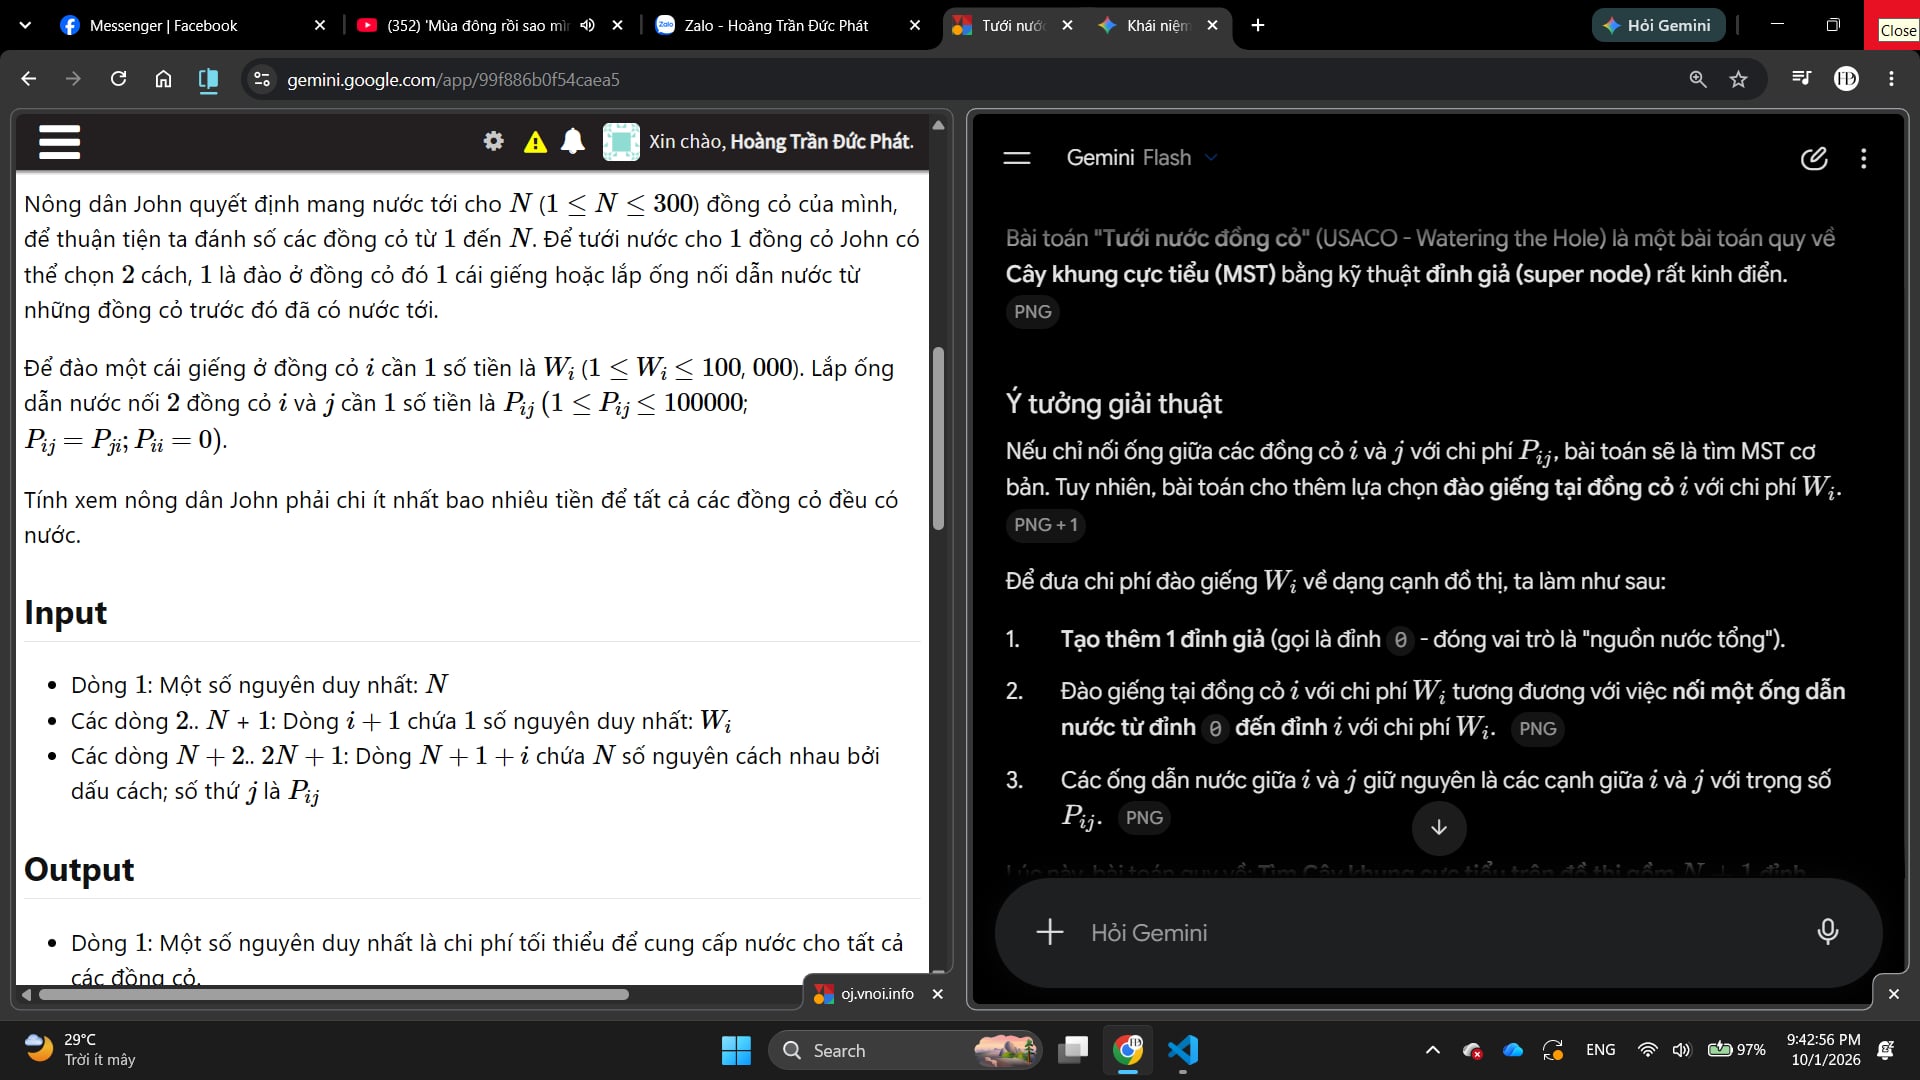 Messenger | Facebook
(352) 'Mùa đông rồi sao mìn
Zalo - Hoàng Trần Đức Phát
Tưới nước
Khái niệm
Hỏi Gemini
Close
gemini.google.com/app/99f886b0f54caea5
Xin chào, Hoàng Trần Đức Phát.
Nông dân John quyết định mang nước tới cho N (1 ≤ N ≤ 300) đồng cỏ của mình,
để thuận tiện ta đánh số các đồng cỏ từ 1 đến N. Để tưới nước cho 1 đồng cỏ John có
thể chọn 2 cách, 1 là đào ở đồng cỏ đó 1 cái giếng hoặc lắp ống nối dẫn nước từ
những đồng cỏ trước đó đã có nước tới.
Để đào một cái giếng ở đồng cỏ i cần 1 số tiền là W_i (1 ≤ W_i ≤ 100, 000). Lắp ống
dẫn nước nối 2 đồng cỏ i và j cần 1 số tiền là P_ij (1 ≤ P_ij ≤ 100000;
P_ij = P_ji; P_ii = 0).
Tính xem nông dân John phải chi ít nhất bao nhiêu tiền để tất cả các đồng cỏ đều có
nước.
Input
• Dòng 1: Một số nguyên duy nhất: N
• Các dòng 2.. N + 1: Dòng i + 1 chứa 1 số nguyên duy nhất: W_i
• Các dòng N + 2.. 2N + 1: Dòng N + 1 + i chứa N số nguyên cách nhau bởi
dấu cách; số thứ j là P_ij
Output
• Dòng 1: Một số nguyên duy nhất là chi phí tối thiểu để cung cấp nước cho tất cả
các đồng cỏ.
oj.vnoi.info
Gemini Flash
Bài toán "Tưới nước đồng cỏ" (USACO - Watering the Hole) là một bài toán quy về
Cây khung cực tiểu (MST) bằng kỹ thuật đỉnh giả (super node) rất kinh điển.
PNG
Ý tưởng giải thuật
Nếu chỉ nối ống giữa các đồng cỏ i và j với chi phí P_ij, bài toán sẽ là tìm MST cơ
bản. Tuy nhiên, bài toán cho thêm lựa chọn đào giếng tại đồng cỏ i với chi phí W_i.
PNG + 1
Để đưa chi phí đào giếng W_i về dạng cạnh đồ thị, ta làm như sau:
1. Tạo thêm 1 đỉnh giả (gọi là đỉnh 0 - đóng vai trò là "nguồn nước tổng").
2. Đào giếng tại đồng cỏ i với chi phí W_i tương đương với việc nối một ống dẫn
nước từ đỉnh 0 đến đỉnh i với chi phí W_i. PNG
3. Các ống dẫn nước giữa i và j giữ nguyên là các cạnh giữa i và j với trọng số
P_ij. PNG
Lúc này, bài toán quy về: Tìm Cây khung cực tiểu trên đồ thị gồm N + 1 đỉnh
Hỏi Gemini
29°C
Trời ít mây
Search
ENG
97%
9:42:56 PM
10/1/2026